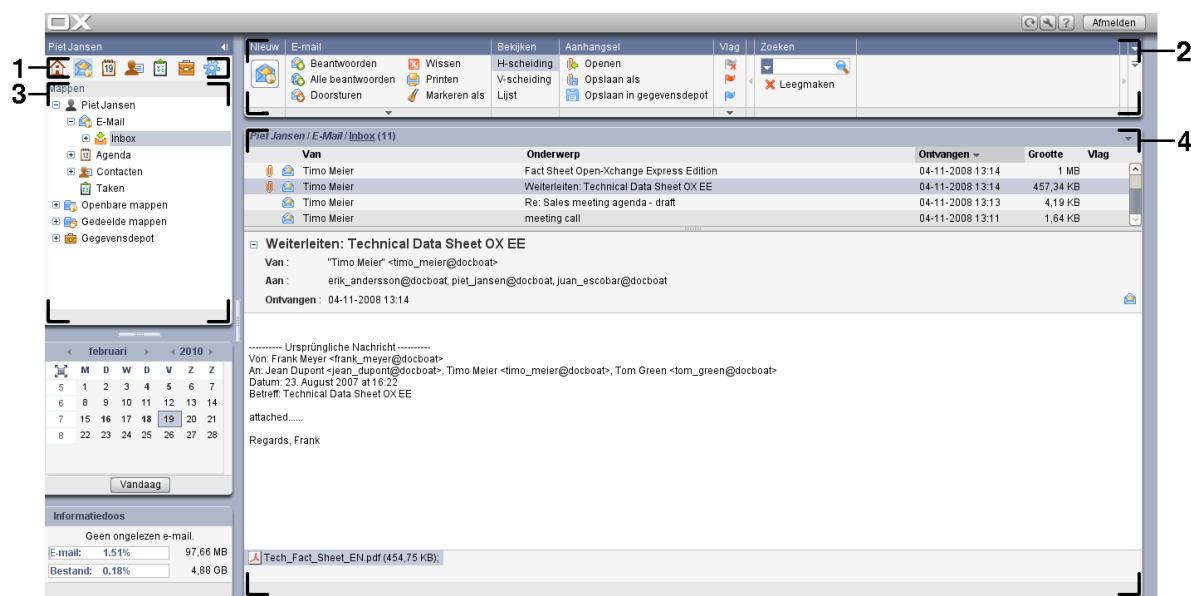 OX Afmelden
Piet Jansen
Nieuw E-mail Bekijken Aanhangsel Vlag Zoeken
2
1
19
Beantwoorden Wissen H-scheiding Openen
Alle beantwoorden Printen V-scheiding Opslaan als Leegmaken
Doorsturen Markeren als Lijst Opslaan in gegevensdepot
3
Mappen
Piet Jansen
E-Mail
Inbox
Agenda
Contacten
Taken
Openbare mappen
Gedeelde mappen
Gegevensdepot
Piet Jansen / E-Mail / Inbox (11)
4
Van Onderwerp Ontvangen Grootte Vlag
Timo Meier Fact Sheet Open-Xchange Express Edition 04-11-2008 13:14 1 MB
Timo Meier Weiterleiten: Technical Data Sheet OX EE 04-11-2008 13:14 457,34 KB
Timo Meier Re: Sales meeting agenda - draft 04-11-2008 13:13 4,19 KB
Timo Meier meeting call 04-11-2008 13:11 1,64 KB
Weiterleiten: Technical Data Sheet OX EE
Van : "Timo Meier" <timo_meier@docboat>
Aan : erik_andersson@docboat, piet_jansen@docboat, juan_escobar@docboat
Ontvangen : 04-11-2008 13:14
---------- Ursprüngliche Nachricht ----------
Von: Frank Meyer <frank_meyer@docboat>
An: Jean Dupont <jean_dupont@docboat>, Timo Meier <timo_meier@docboat>, Tom Green <tom_green@docboat>
Datum: 23. August 2007 at 16:22
Betreff: Technical Data Sheet OX EE
attached......
Regards, Frank
Tech_Fact_Sheet_EN.pdf (454,75 KB);
februari 2010
M D W D V Z Z
5 1 2 3 4 5 6 7
6 8 9 10 11 12 13 14
7 15 16 17 18 19 20 21
8 22 23 24 25 26 27 28
Vandaag
Informatiedoos
Geen ongelezen e-mail.
E-mail: 1.51% 97,66 MB
Bestand: 0.18% 4,88 GB